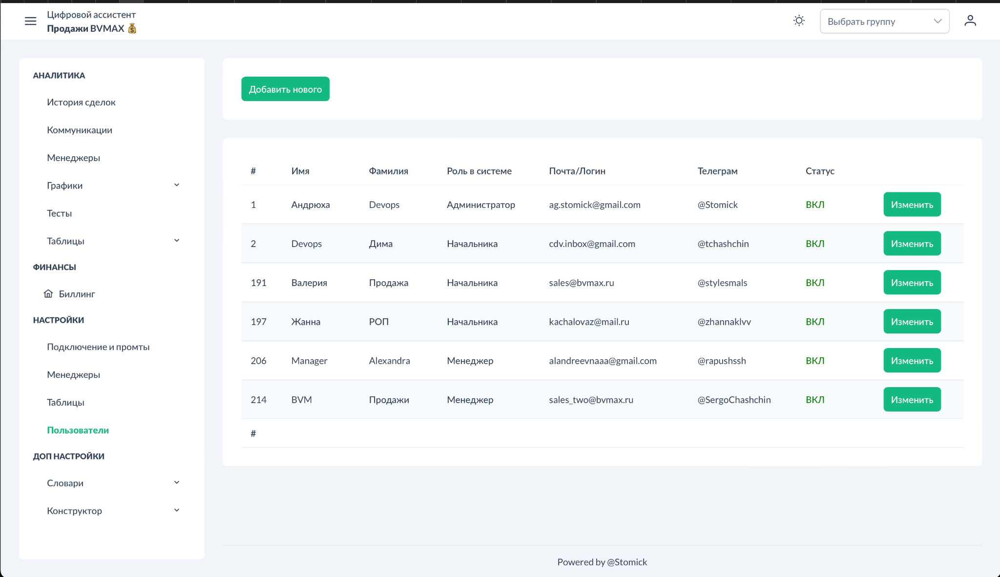 Цифровой ассистент
Продажи BVMAX 💰
Выбрать группу
АНАЛИТИКА
История сделок
Коммуникации
Менеджеры
Графики
Тесты
Таблицы
ФИНАНСЫ
Биллинг
НАСТРОЙКИ
Подключение и промты
Менеджеры
Таблицы
Пользователи
ДОП НАСТРОЙКИ
Словари
Конструктор
Добавить нового
# Имя Фамилия Роль в системе Почта/Логин Телеграм Статус
1 Андрюха Devops Администратор ag.stomick@gmail.com @Stomick ВКЛ Изменить
2 Devops Дима Начальника cdv.inbox@gmail.com @tchashchin ВКЛ Изменить
191 Валерия Продажа Начальника sales@bvmax.ru @stylesmals ВКЛ Изменить
197 Жанна РОП Начальника kachalovaz@mail.ru @zhannaklvv ВКЛ Изменить
206 Manager Alexandra Менеджер alandreevnaaa@gmail.com @rapushssh ВКЛ Изменить
214 BVM Продажи Менеджер sales_two@bvmax.ru @SergoChashchin ВКЛ Изменить
#
Powered by @Stomick